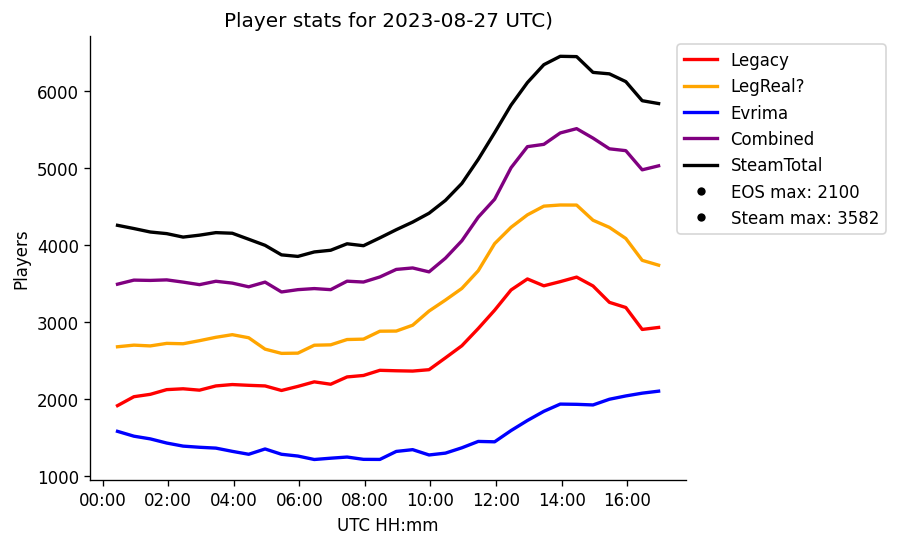 Player stats for 2023-08-27 UTC)
Players
6000
5000
4000
3000
2000
1000
00:00 02:00 04:00 06:00 08:00 10:00 12:00 14:00 16:00
UTC HH:mm
Legacy
LegReal?
Evrima
Combined
SteamTotal
EOS max: 2100
Steam max: 3582